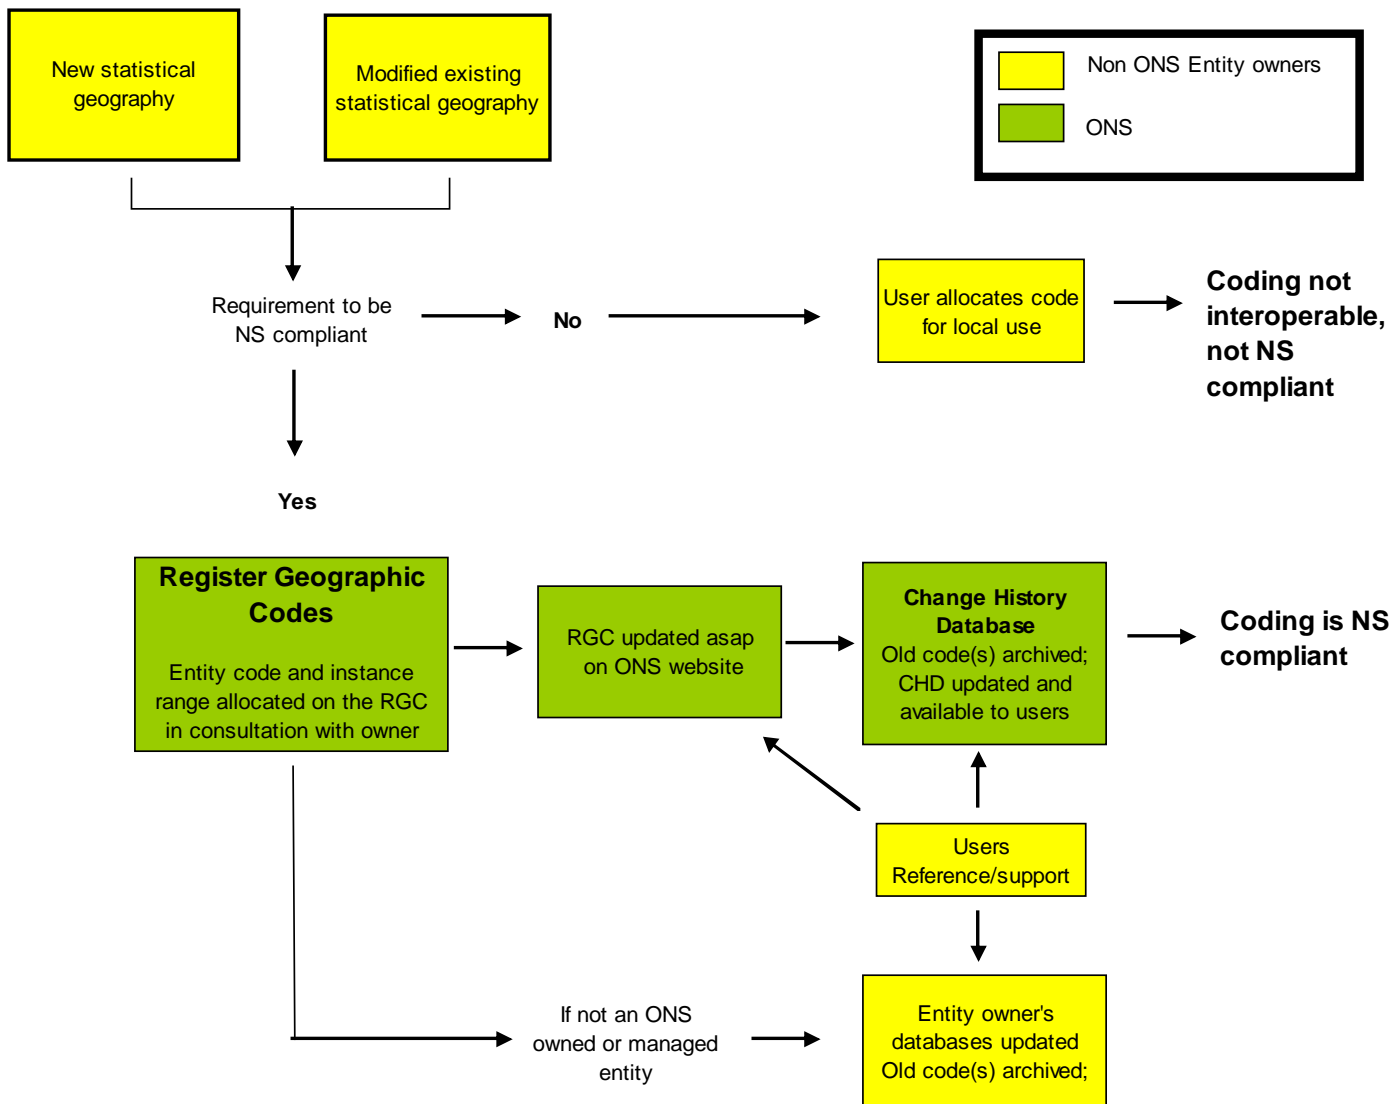 New statistical
geography
Modified existing
statistical geography
Non ONS Entity owners
ONS
Requirement to be
NS compliant
No
User allocates code
for local use
Coding not
interoperable,
not NS
compliant
Yes
Register Geographic
Codes
Entity code and instance
range allocated on the RGC
in consultation with owner
RGC updated asap
on ONS website
Change History
Database
Old code(s) archived;
CHD updated and
available to users
Coding is NS
compliant
Users
Reference/support
If not an ONS
owned or managed
entity
Entity owner's
databases updated
Old code(s) archived;